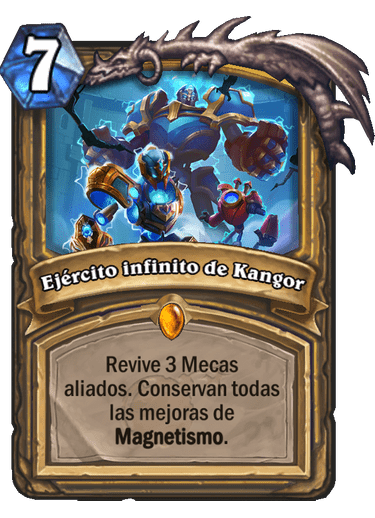 7
Ejército infinito de Kangor
Revive 3 Mecas
aliados. Conservan todas
las mejoras de
Magnetismo.